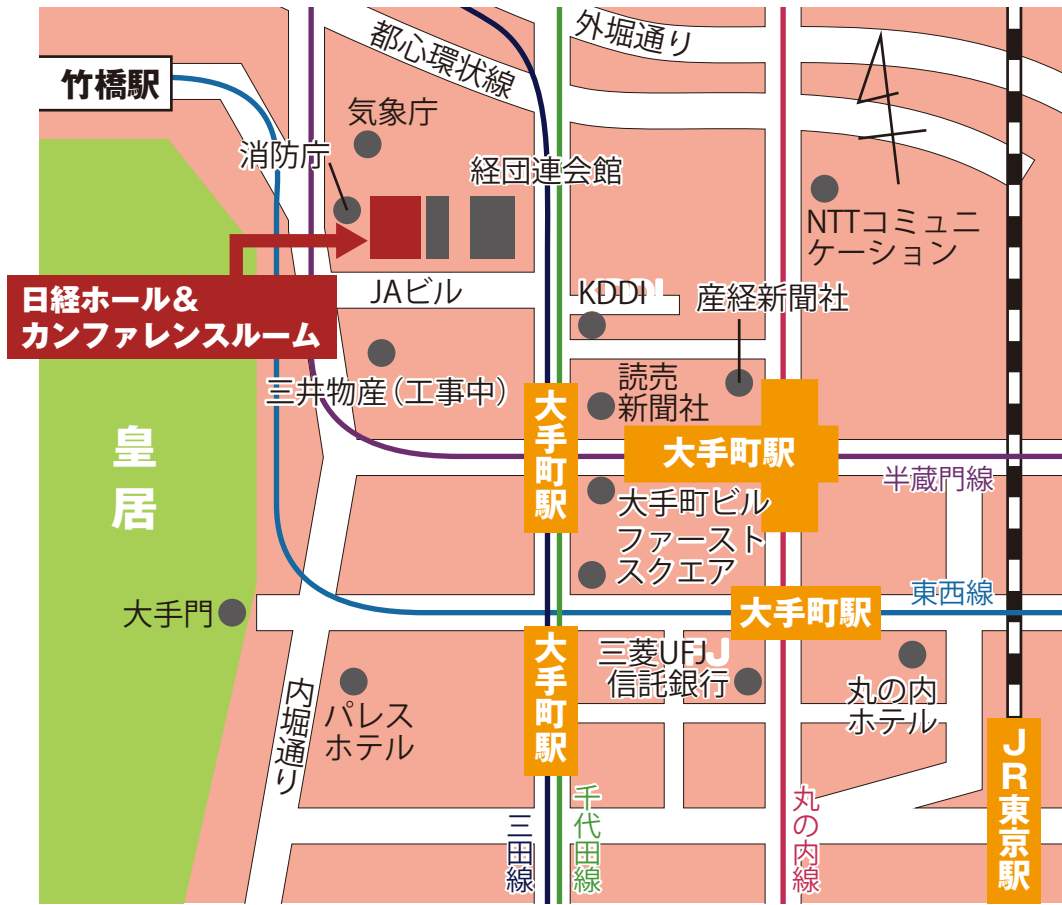 都心環状線
外堀通り
竹橋駅
気象庁
消防庁
経団連会館
NTTコミュニ
ケーション
日経ホール&
カンファレンスルーム
JAビル
KDDI
産経新聞社
三井物産（工事中）
読売
新聞社
大手町駅
大手町駅
半蔵門線
皇居
大手町ビル
ファースト
スクエア
東西線
大手町駅
大手門
大手町駅
三菱UFJ
信託銀行
丸の内
ホテル
内堀通り
パレス
ホテル
JR東京駅
三田線
千代田線
丸の内線